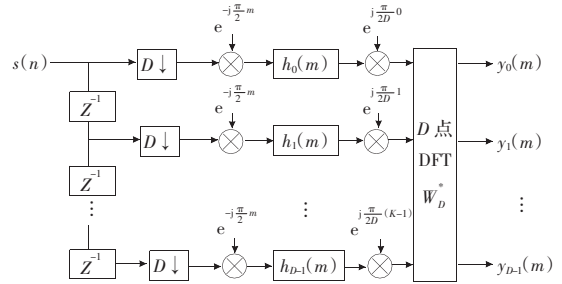 e^{-j\frac{\pi}{2}m} e^{j\frac{\pi}{2D}0}
s(n) D↓ h_0(m) y_0(m)
Z^{-1} e^{-j\frac{\pi}{2}m} e^{j\frac{\pi}{2D}1}
D↓ h_1(m) y_1(m)
D 点
DFT
W_D^*
Z^{-1}
⋮ ⋮ ⋮
e^{-j\frac{\pi}{2}m} e^{j\frac{\pi}{2D}(K-1)}
Z^{-1} D↓ h_{D-1}(m) y_{D-1}(m)